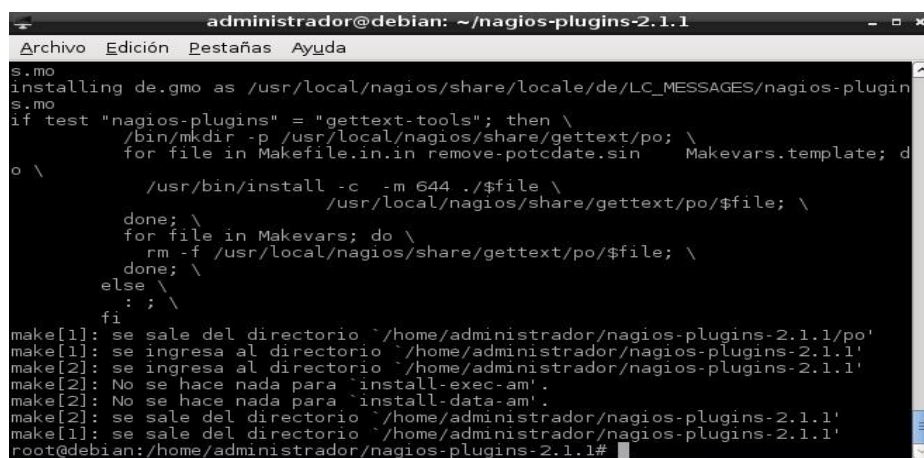 administrador@debian: ~/nagios-plugins-2.1.1
Archivo Edición Pestañas Ayuda
s.mo
installing de.gmo as /usr/local/nagios/share/locale/de/LC_MESSAGES/nagios-plugin
s.mo
if test "nagios-plugins" = "gettext-tools"; then \
/bin/mkdir -p /usr/local/nagios/share/gettext/po; \
for file in Makefile.in.in remove-potcdate.sin Makevars.template; d
o \
/usr/bin/install -c -m 644 ./$file \
/usr/local/nagios/share/gettext/po/$file; \
done; \
for file in Makevars; do \
rm -f /usr/local/nagios/share/gettext/po/$file; \
done; \
else \
: ; \
fi
make[1]: se sale del directorio `/home/administrador/nagios-plugins-2.1.1/po'
make[1]: se ingresa al directorio `/home/administrador/nagios-plugins-2.1.1'
make[2]: se ingresa al directorio `/home/administrador/nagios-plugins-2.1.1'
make[2]: No se hace nada para `install-exec-am'.
make[2]: No se hace nada para `install-data-am'.
make[2]: se sale del directorio `/home/administrador/nagios-plugins-2.1.1'
make[1]: se sale del directorio `/home/administrador/nagios-plugins-2.1.1'
root@debian:/home/administrador/nagios-plugins-2.1.1#